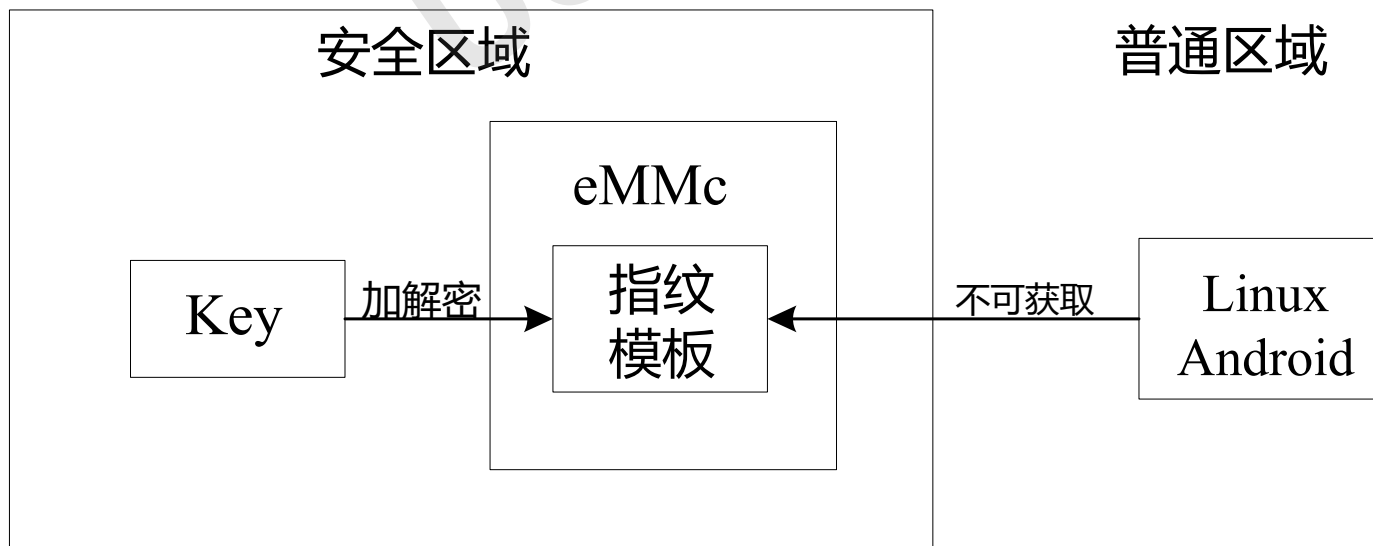 安全区域
普通区域
eMMc
Key
加解密
指纹
模板
不可获取
Linux
Android